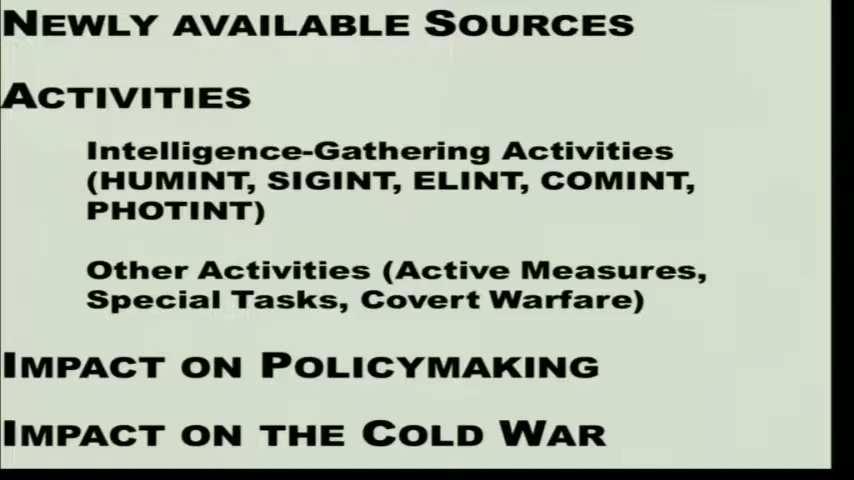 NEWLY AVAILABLE SOURCES
ACTIVITIES
Intelligence-Gathering Activities
(HUMINT, SIGINT, ELINT, COMINT,
PHOTINT)
Other Activities (Active Measures,
Special Tasks, Covert Warfare)
IMPACT ON POLICYMAKING
IMPACT ON THE COLD WAR